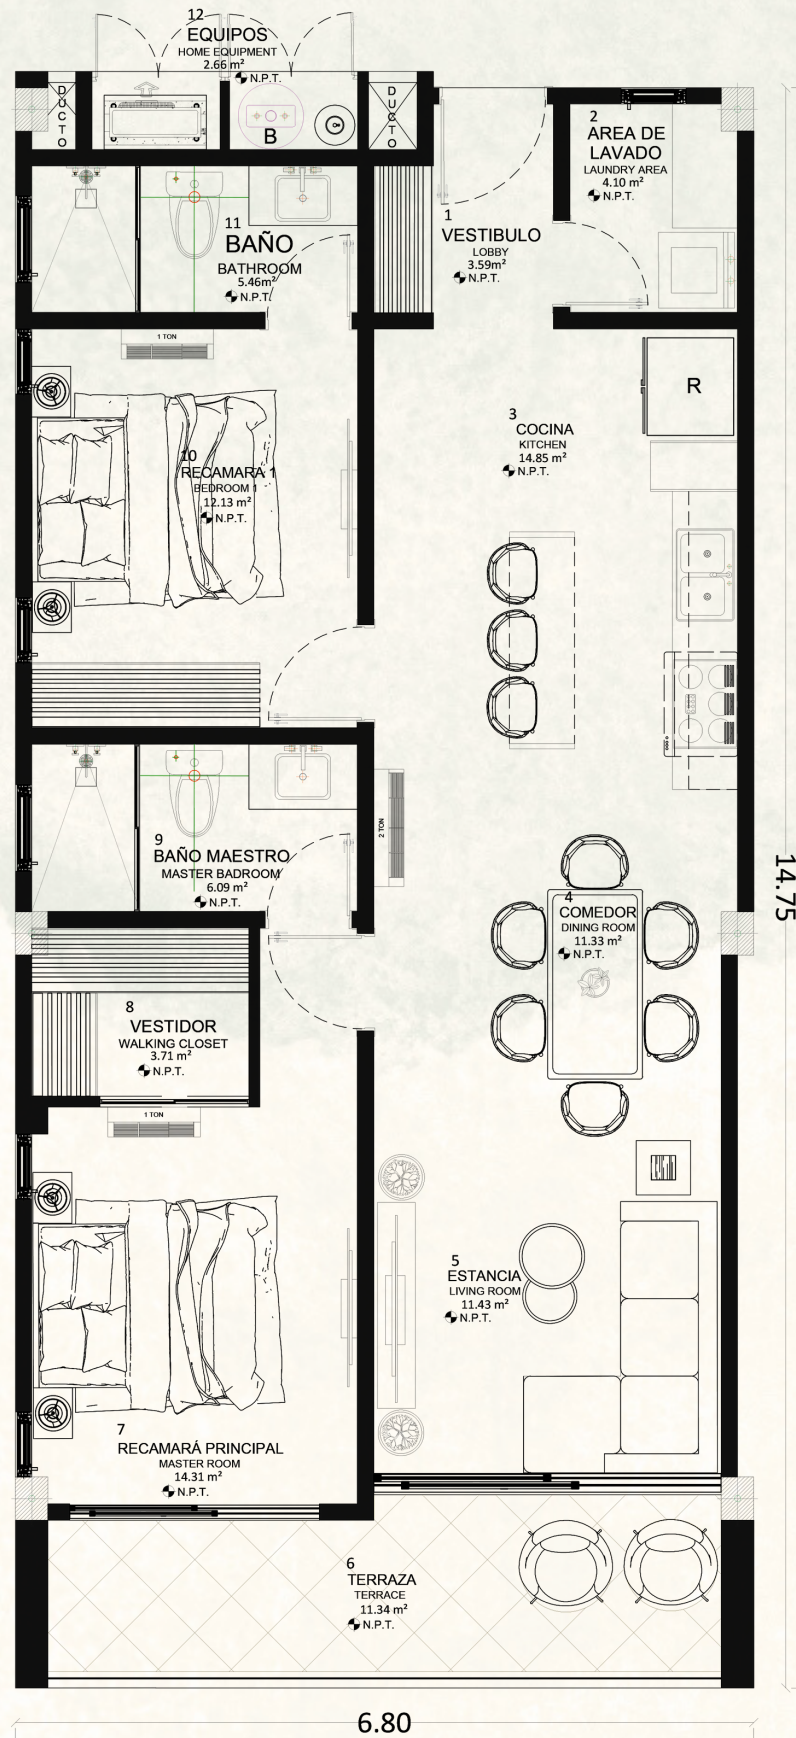 12
EQUIPOS
HOME EQUIPMENT
2.66 m²
N.P.T.
DUCTO
B
DUCTO
2
AREA DE
LAVADO
LAUNDRY AREA
4.10 m²
N.P.T.
1
VESTIBULO
LOBBY
3.59m²
N.P.T.
11
BAÑO
BATHROOM
5.46m²
N.P.T.
1 TON
R
3
COCINA
KITCHEN
14.85 m²
N.P.T.
10
RECAMARA 1
BEDROOM 1
12.13 m²
N.P.T.
2 TON
9
BAÑO MAESTRO
MASTER BADROOM
6.09 m²
N.P.T.
14.75
4
COMEDOR
DINING ROOM
11.33 m²
N.P.T.
8
VESTIDOR
WALKING CLOSET
3.71 m²
N.P.T.
1 TON
5
ESTANCIA
LIVING ROOM
11.43 m²
N.P.T.
7
RECAMARÁ PRINCIPAL
MASTER ROOM
14.31 m²
N.P.T.
6
TERRAZA
TERRACE
11.34 m²
N.P.T.
6.80